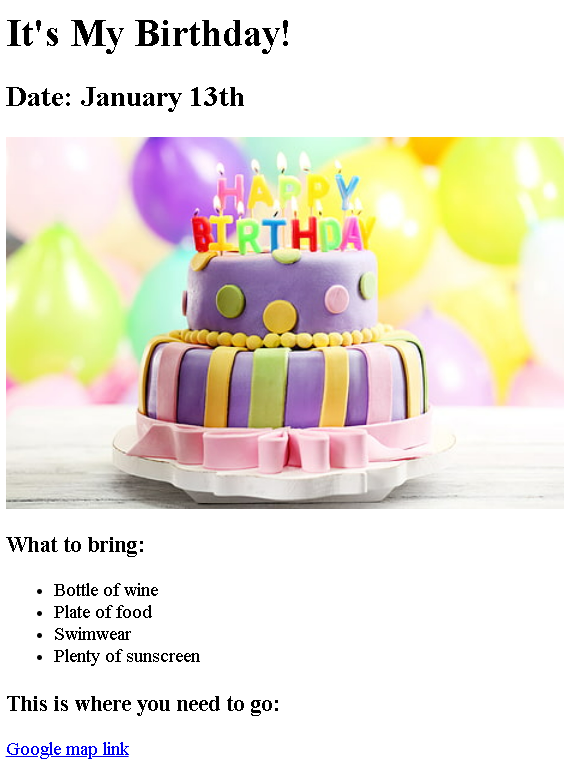 It's My Birthday!
Date: January 13th
HAPPY
BIRTHDAY
What to bring:
Bottle of wine
Plate of food
Swimwear
Plenty of sunscreen
This is where you need to go:
Google map link